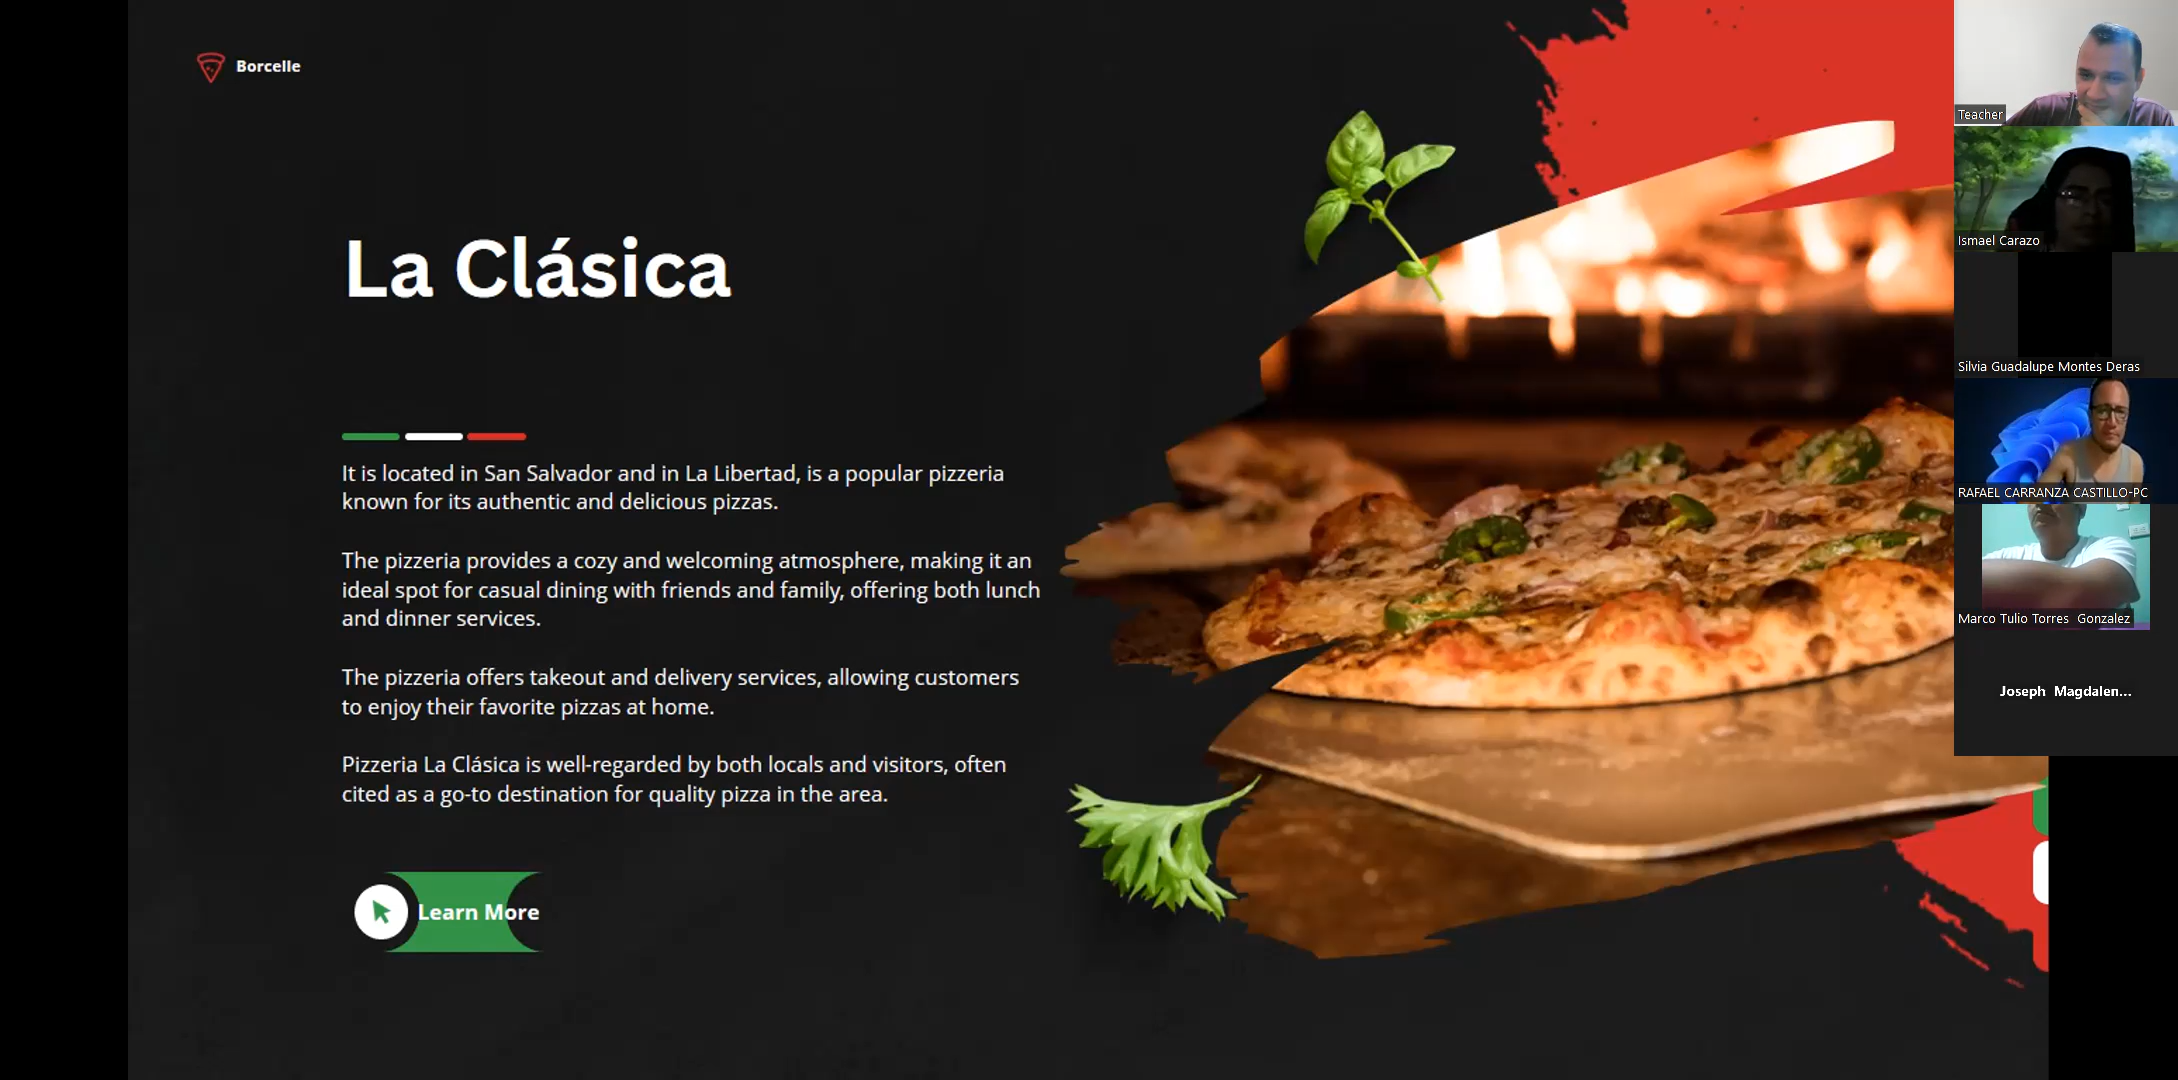 Borcelle
La Clásica
It is located in San Salvador and in La Libertad, is a popular pizzeria
known for its authentic and delicious pizzas.
The pizzeria provides a cozy and welcoming atmosphere, making it an
ideal spot for casual dining with friends and family, offering both lunch
and dinner services.
The pizzeria offers takeout and delivery services, allowing customers
to enjoy their favorite pizzas at home.
Pizzeria La Clásica is well-regarded by both locals and visitors, often
cited as a go-to destination for quality pizza in the area.
Learn More
Teacher
Ismael Carazo
Silvia Guadalupe Montes Deras
RAFAEL CARRANZA CASTILLO-PC
Marco Tulio Torres Gonzalez
Joseph Magdalen...